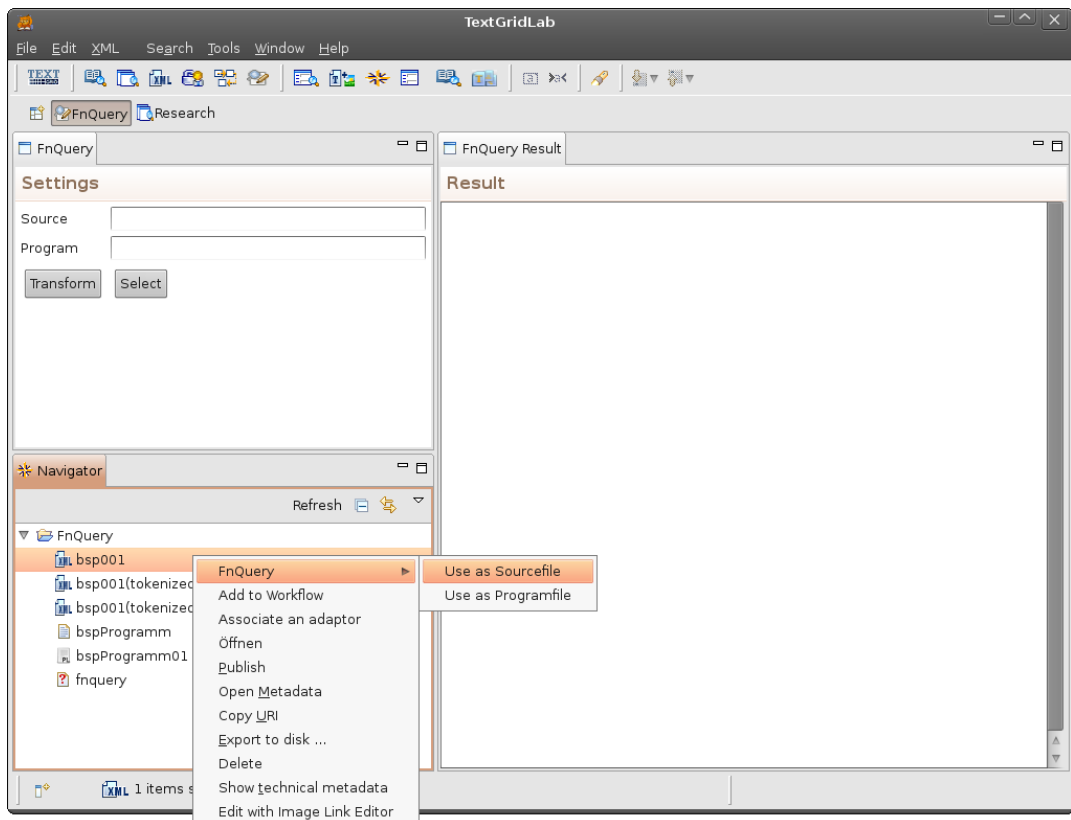 TextGridLab
File Edit XML Search Tools Window Help
TEXT XML
FnQuery Research
FnQuery
Settings
Source
Program
Transform Select
FnQuery Result
Result
Navigator
Refresh
FnQuery
bsp001
bsp001(tokenized
bsp001(tokenized
bspProgramm
bspProgramm01
fnquery
FnQuery
Add to Workflow
Associate an adaptor
Öffnen
Publish
Open Metadata
Copy URI
Export to disk ...
Delete
Show technical metadata
Edit with Image Link Editor
Use as Sourcefile
Use as Programfile
XML 1 items s